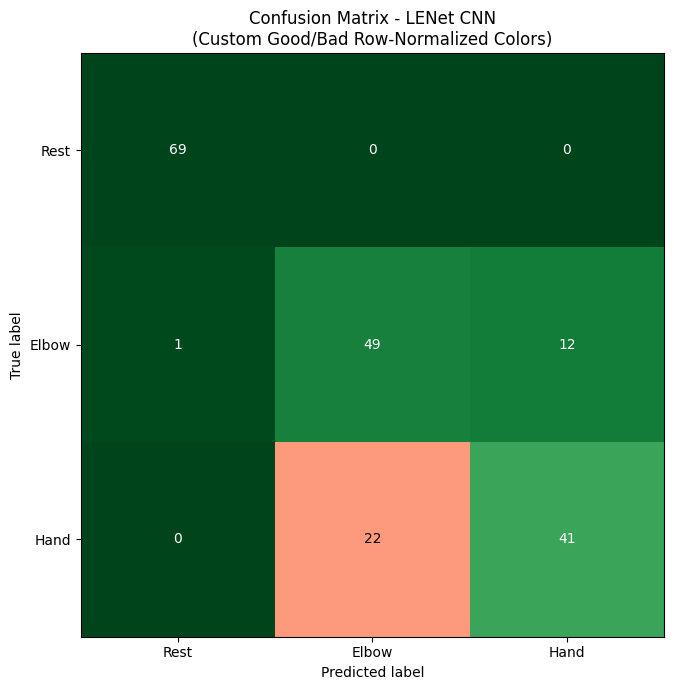 Confusion Matrix - LENet CNN
(Custom Good/Bad Row-Normalized Colors)
Rest 69 0 0
Elbow 1 49 12
Hand 0 22 41
Rest Elbow Hand
Predicted label
True label